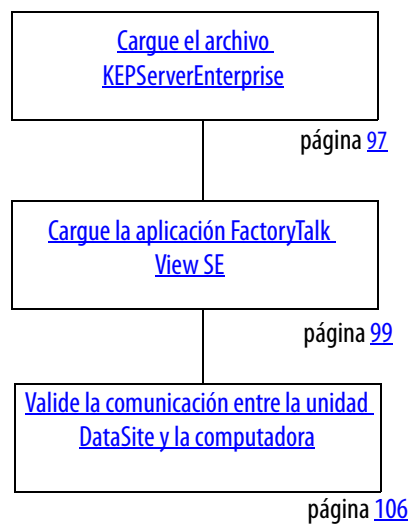 Cargue el archivo
KEPServerEnterprise
página 97
Cargue la aplicación FactoryTalk
View SE
página 99
Valide la comunicación entre la unidad
DataSite y la computadora
página 106